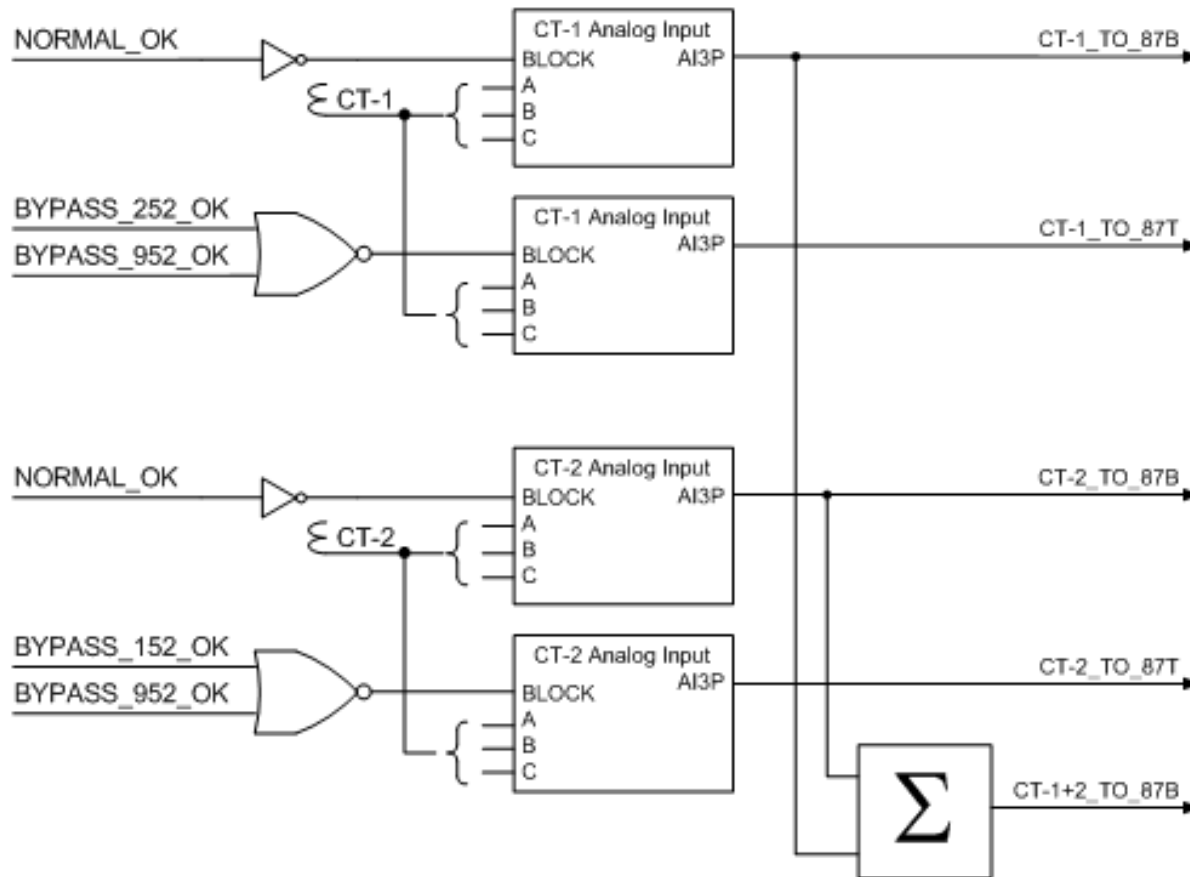 NORMAL_OK
CT-1 Analog Input
BLOCK
AI3P
CT-1_TO_87B
CT-1
A
B
C
BYPASS_252_OK
BYPASS_952_OK
CT-1 Analog Input
BLOCK
AI3P
CT-1_TO_87T
A
B
C
NORMAL_OK
CT-2 Analog Input
BLOCK
AI3P
CT-2_TO_87B
CT-2
A
B
C
BYPASS_152_OK
BYPASS_952_OK
CT-2 Analog Input
BLOCK
AI3P
CT-2_TO_87T
A
B
C
Σ
CT-1+2_TO_87B